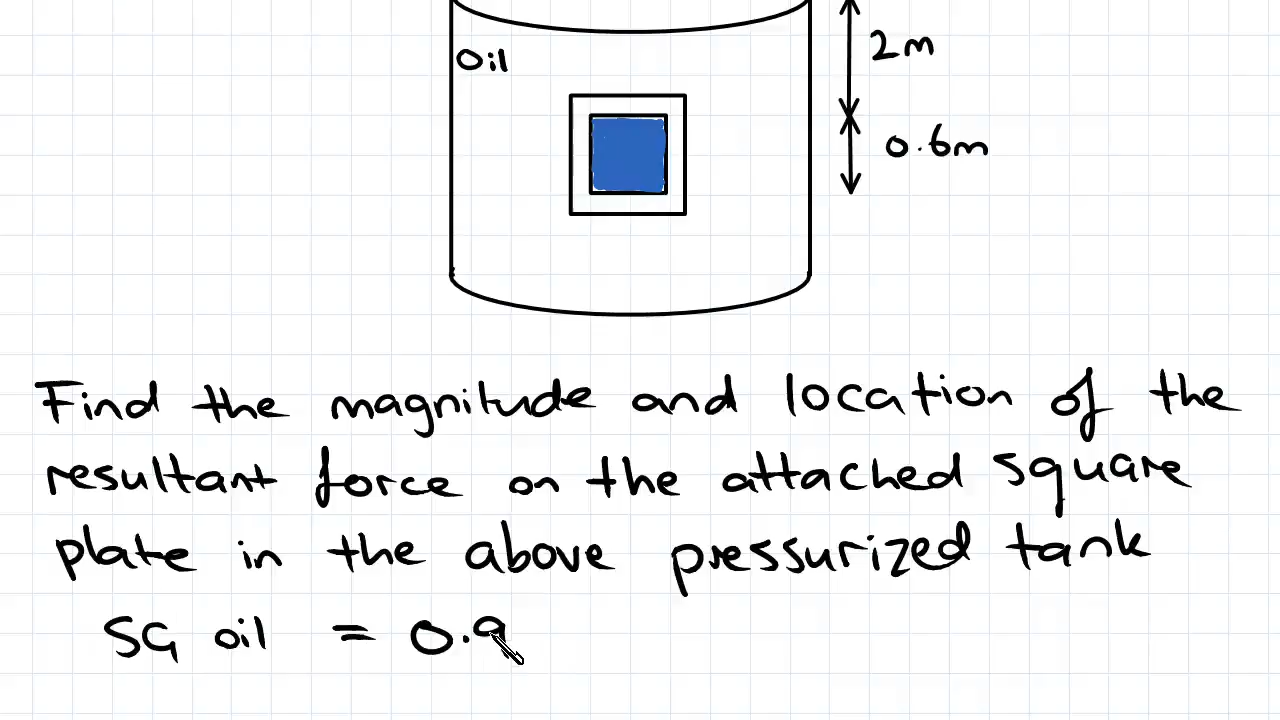 2m
Oil
0.6m
Find the magnitude and location of the
resultant force on the attached square
plate in the above pressurized tank
SG oil = 0.9